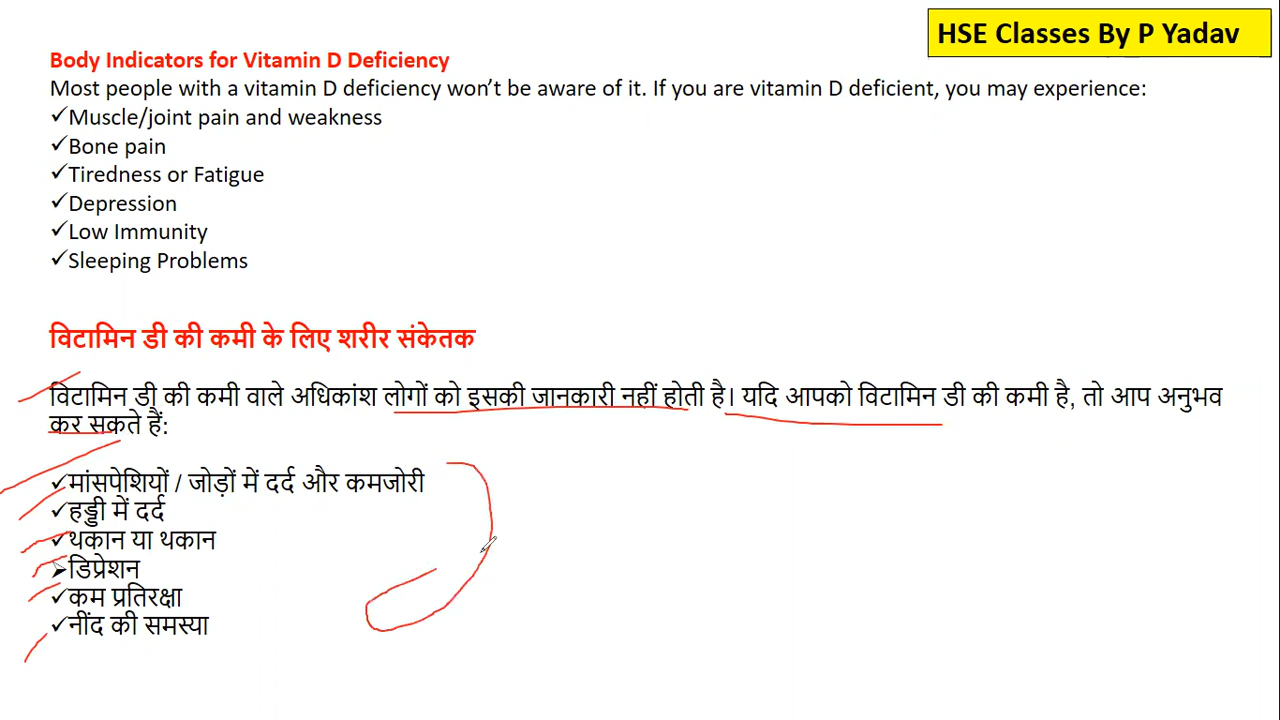 HSE Classes By P Yadav
Body Indicators for Vitamin D Deficiency
Most people with a vitamin D deficiency won’t be aware of it. If you are vitamin D deficient, you may experience:
✓Muscle/joint pain and weakness
✓Bone pain
✓Tiredness or Fatigue
✓Depression
✓Low Immunity
✓Sleeping Problems
विटामिन डी की कमी के लिए शरीर संकेतक
विटामिन डी की कमी वाले अधिकांश लोगों को इसकी जानकारी नहीं होती है। यदि आपको विटामिन डी की कमी है, तो आप अनुभव
कर सकते हैं:
✓मांसपेशियों / जोड़ों में दर्द और कमजोरी
✓हड्डी में दर्द
✓थकान या थकान
➢डिप्रेशन
✓कम प्रतिरक्षा
✓नींद की समस्या